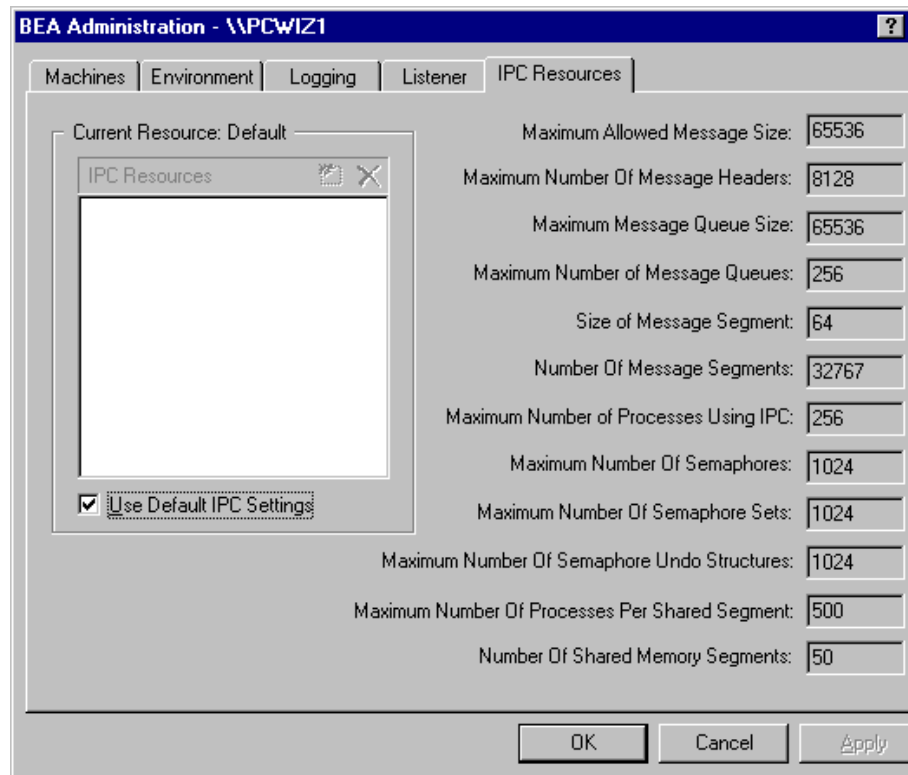 BEA Administration - \\PCWIZ1
?
Machines Environment Logging Listener IPC Resources
Current Resource: Default
IPC Resources
Use Default IPC Settings
Maximum Allowed Message Size: 65536
Maximum Number Of Message Headers: 8128
Maximum Message Queue Size: 65536
Maximum Number of Message Queues: 256
Size of Message Segment: 64
Number Of Message Segments: 32767
Maximum Number of Processes Using IPC: 256
Maximum Number Of Semaphores: 1024
Maximum Number Of Semaphore Sets: 1024
Maximum Number Of Semaphore Undo Structures: 1024
Maximum Number Of Processes Per Shared Segment: 500
Number Of Shared Memory Segments: 50
OK Cancel Apply